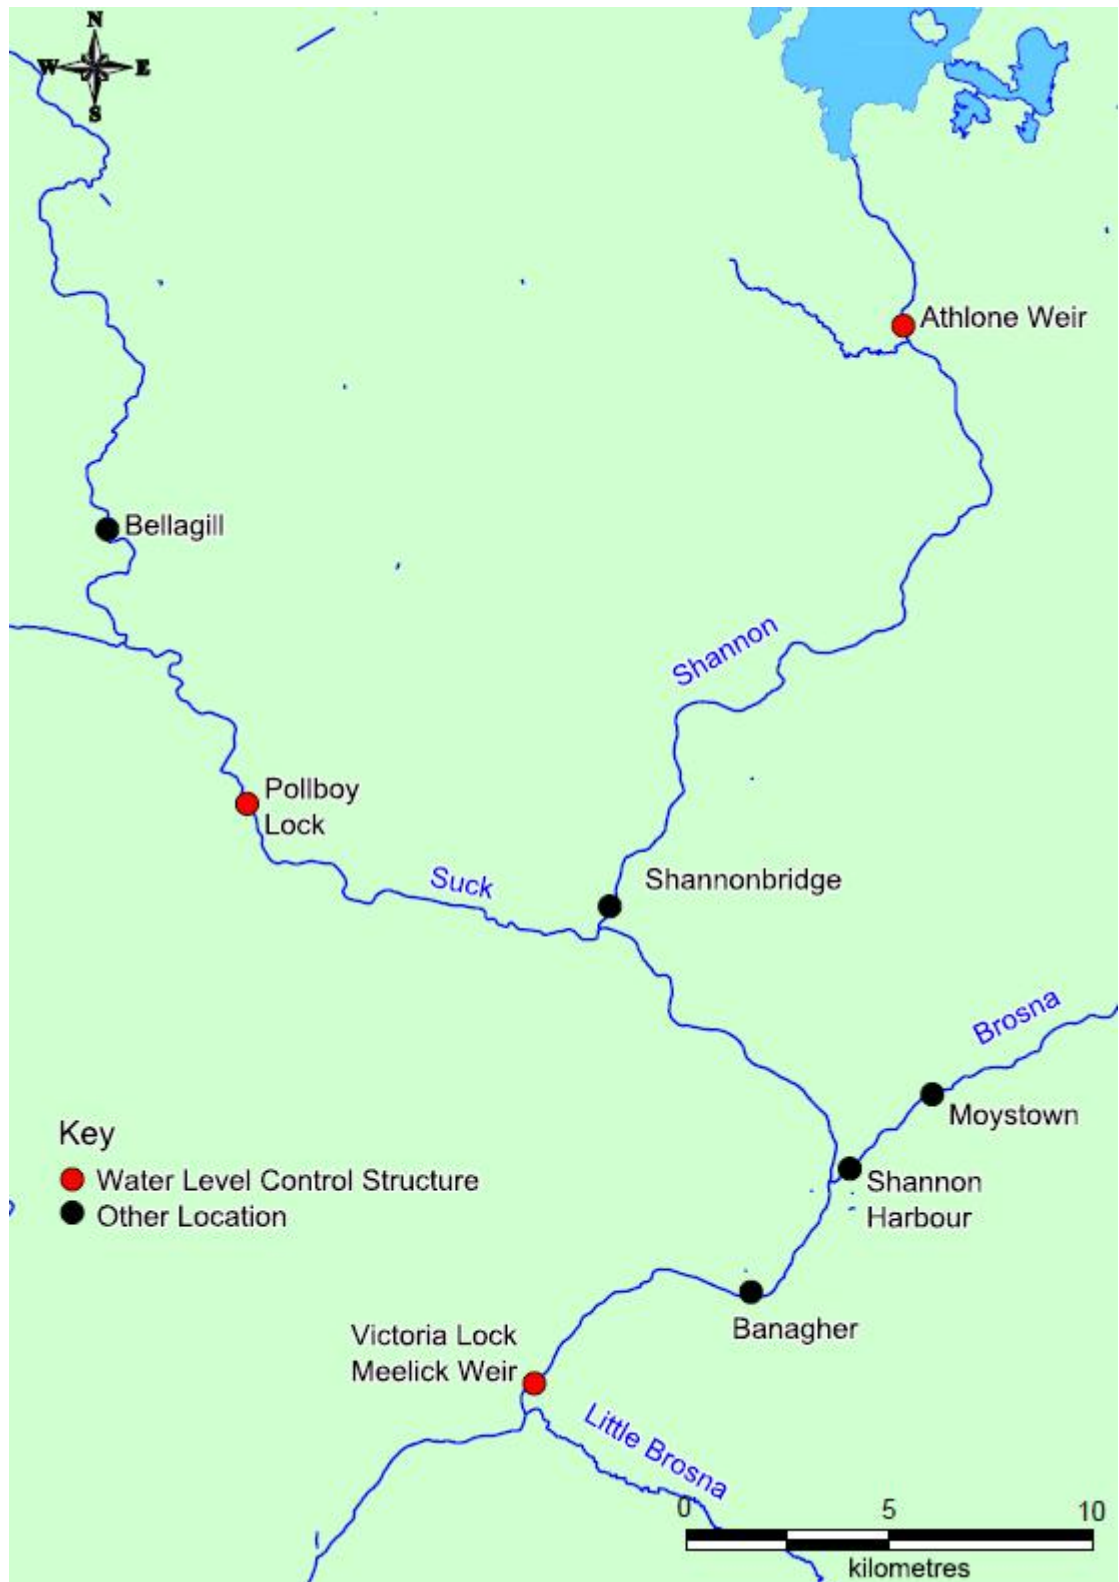 N
W E
S
Athlone Weir
Bellagill
Shannon
Pollboy
Lock
Suck
Shannonbridge
Brosna
Moystown
Key
Water Level Control Structure
Other Location
Shannon
Harbour
Banagher
Victoria Lock
Meelick Weir
Little Brosna
0 5 10
kilometres